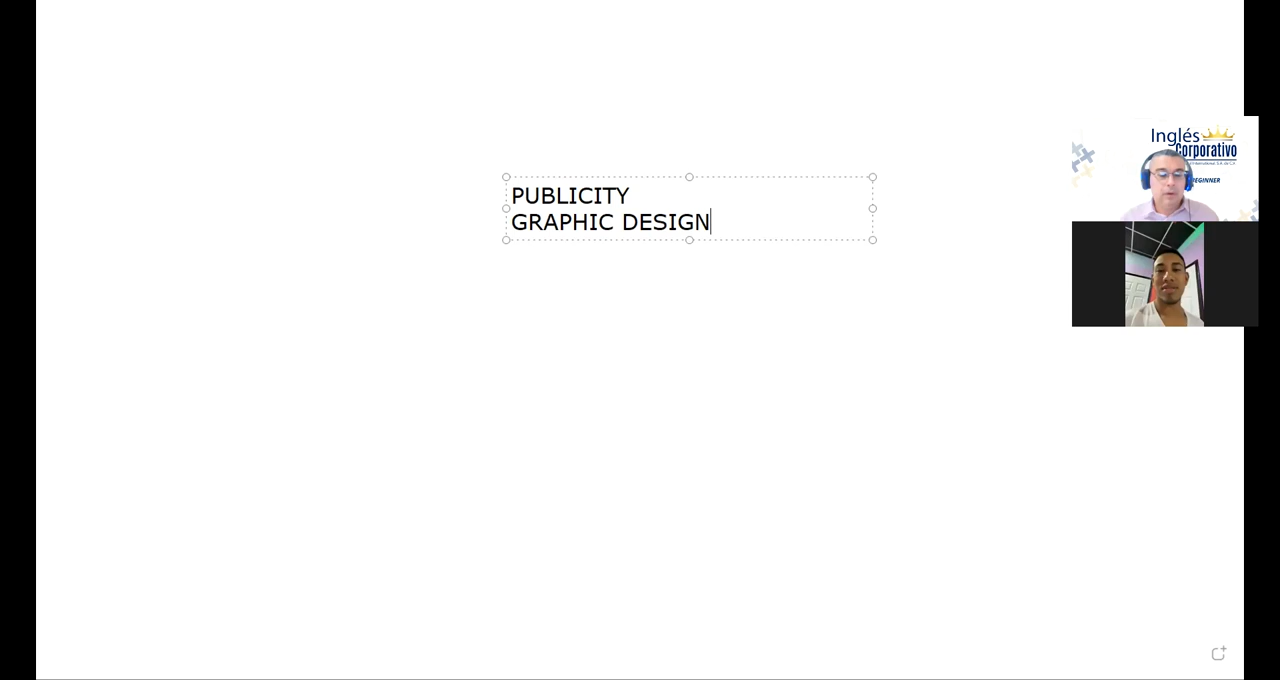 PUBLICITY
GRAPHIC DESIGN
Inglés
Corporativo
BEGINNER